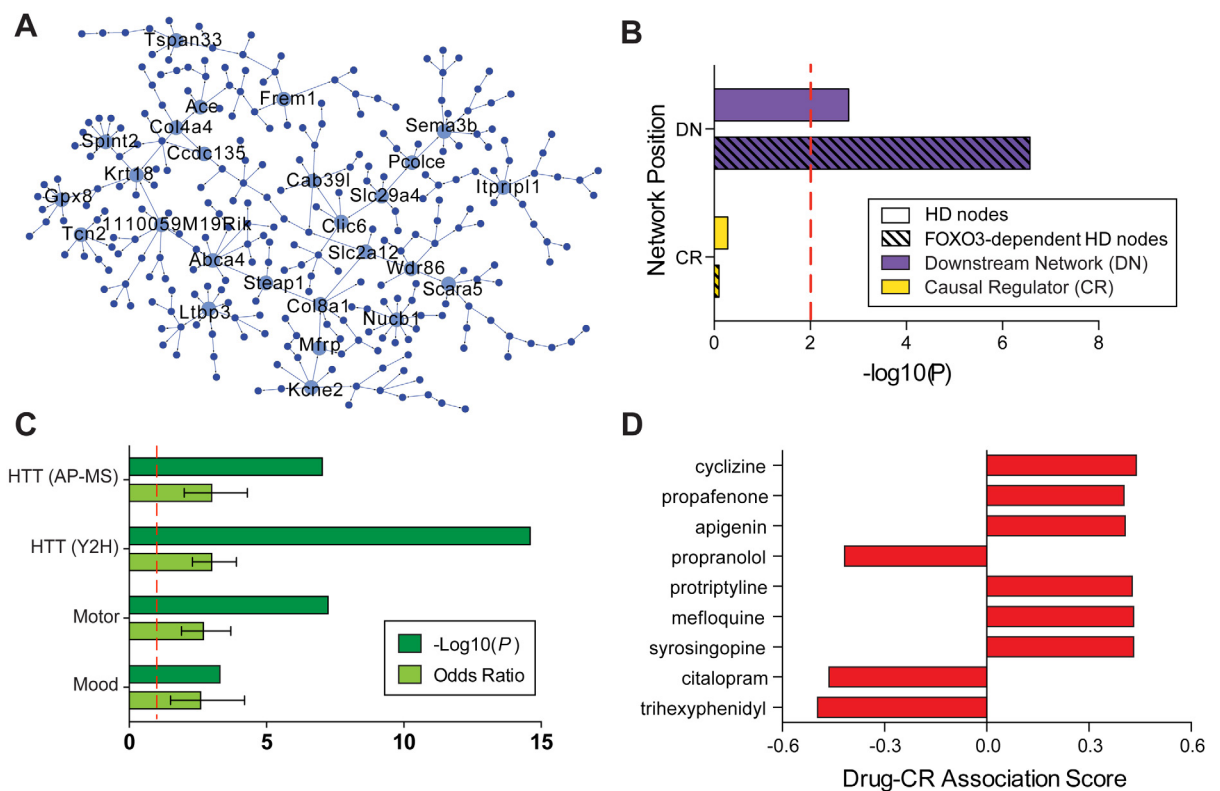 A
Tspan33
Ace
Frem1
Col4a4
Sema3b
Spint2
Ccdc135
Pcolce
Krt18
Cab39l
Itpripl1
Gpx8
Slc29a4
1110059M19Rik
Clic6
Tcn2
Slc2a12
Abca4
Wdr86
Steap1
Scara5
Ltbp3
Col8a1
Nucb1
Mfrp
Kcne2
B
Network Position
DN
CR
HD nodes
FOXO3-dependent HD nodes
Downstream Network (DN)
Causal Regulator (CR)
0 2 4 6 8
-log10(P)
C
HTT (AP-MS)
HTT (Y2H)
Motor
Mood
-Log10(P)
Odds Ratio
0 5 10 15
D
cyclizine
propafenone
apigenin
propranolol
protriptyline
mefloquine
syrosingopine
citalopram
trihexyphenidyl
-0.6 -0.3 0.0 0.3 0.6
Drug-CR Association Score